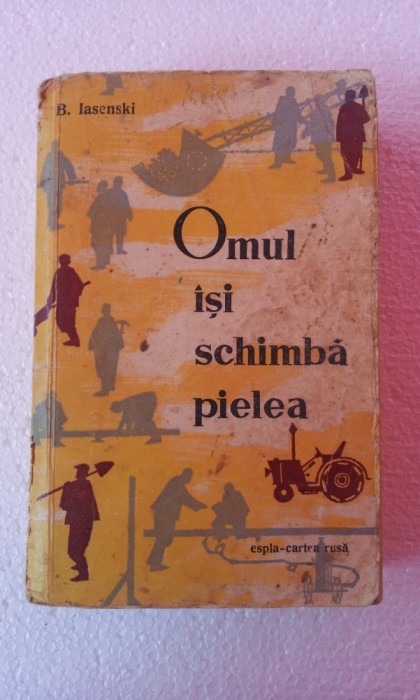 B. Iasenski
Omul
își
schimbă
pielea
espla-cartea rusă